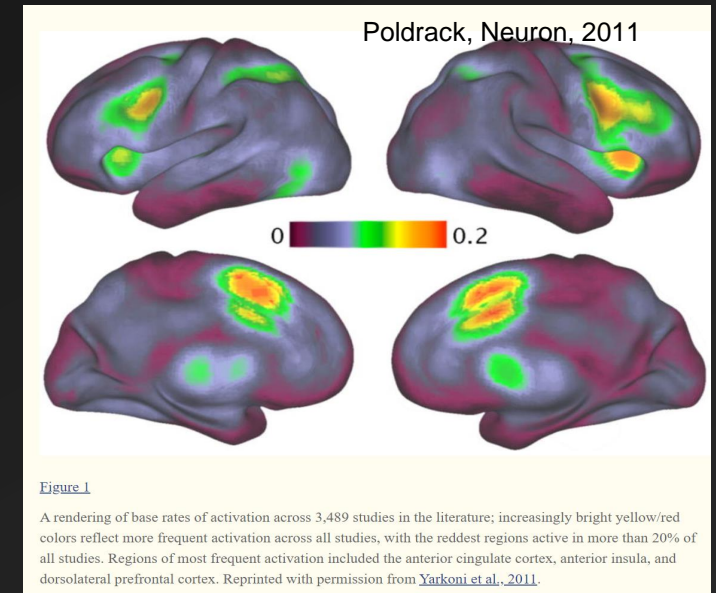 Poldrack, Neuron, 2011
0 0.2
Figure 1
A rendering of base rates of activation across 3,489 studies in the literature; increasingly bright yellow/red
colors reflect more frequent activation across all studies, with the reddest regions active in more than 20% of
all studies. Regions of most frequent activation included the anterior cingulate cortex, anterior insula, and
dorsolateral prefrontal cortex. Reprinted with permission from Yarkoni et al., 2011.